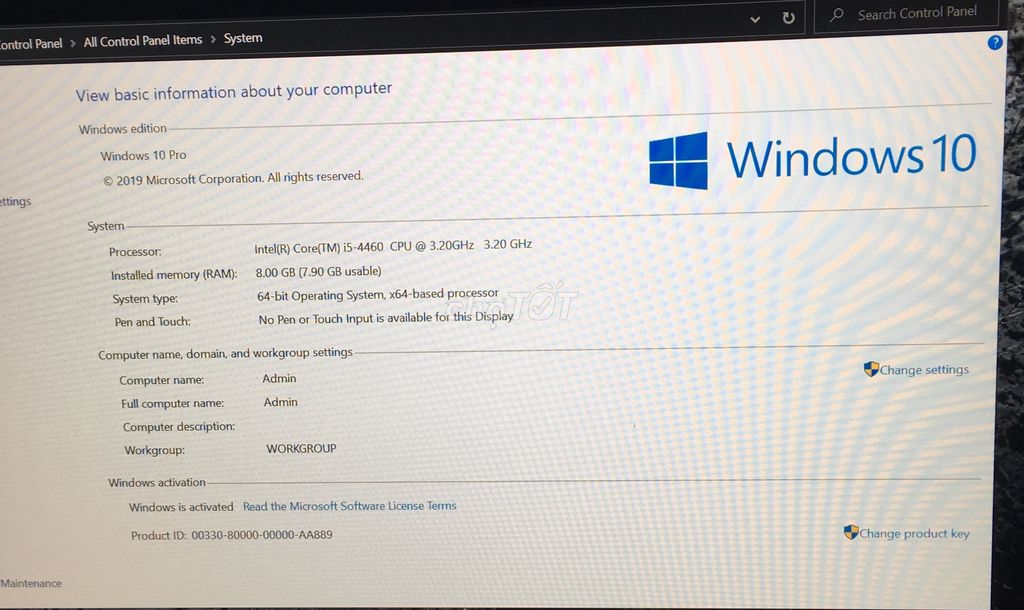 Control Panel > All Control Panel Items > System
Search Control Panel
View basic information about your computer
Windows edition
Windows 10 Pro
© 2019 Microsoft Corporation. All rights reserved.
Windows 10
ettings
System
Processor: Intel(R) Core(TM) i5-4460 CPU @ 3.20GHz 3.20 GHz
Installed memory (RAM): 8.00 GB (7.90 GB usable)
System type: 64-bit Operating System, x64-based processor
Pen and Touch: No Pen or Touch Input is available for this Display
chợTỐT
Computer name, domain, and workgroup settings
Computer name: Admin
Change settings
Full computer name: Admin
Computer description:
Workgroup: WORKGROUP
Windows activation
Windows is activated Read the Microsoft Software License Terms
Product ID: 00330-80000-00000-AA889
Change product key
Maintenance